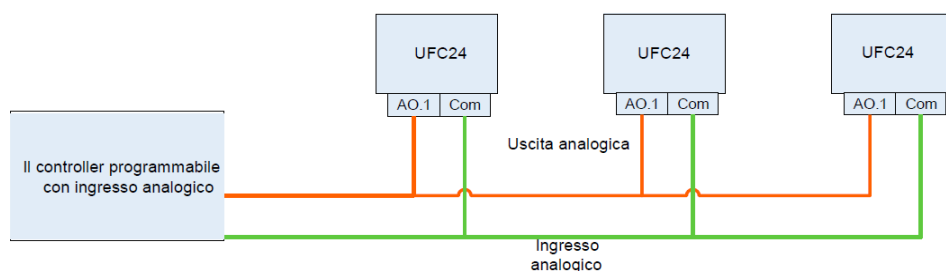 UFC24
UFC24
UFC24
AO.1
Com
AO.1
Com
AO.1
Com
Uscita analogica
Il controller programmabile
con ingresso analogico
Ingresso
analogico